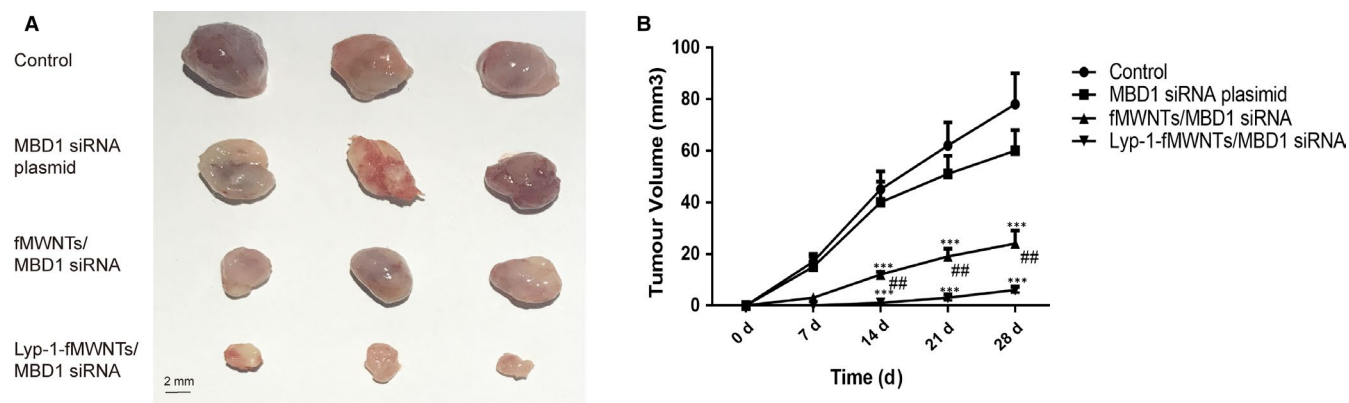 A
Control
MBD1 siRNA
plasmid
fMWNTs/
MBD1 siRNA
Lyp-1-fMWNTs/
MBD1 siRNA
2 mm
B
Tumour Volume (mm3)
100
80
60
40
20
0
***
***
***
##
##
##
***
***
***
0 d
7 d
14 d
21 d
28 d
Time (d)
Control
MBD1 siRNA plasimid
fMWNTs/MBD1 siRNA
Lyp-1-fMWNTs/MBD1 siRNA